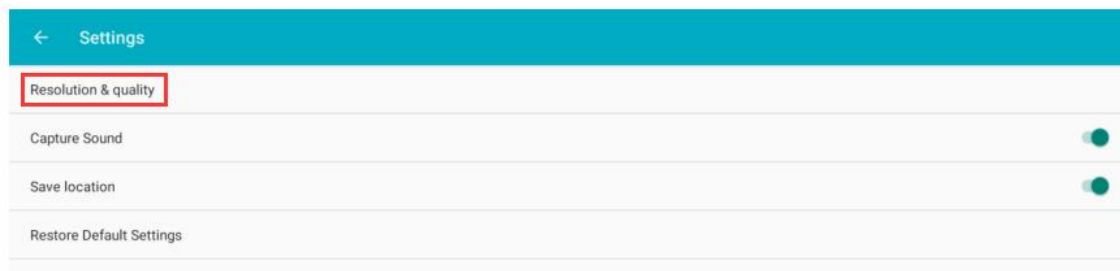 Settings
Resolution & quality
Capture Sound
Save location
Restore Default Settings